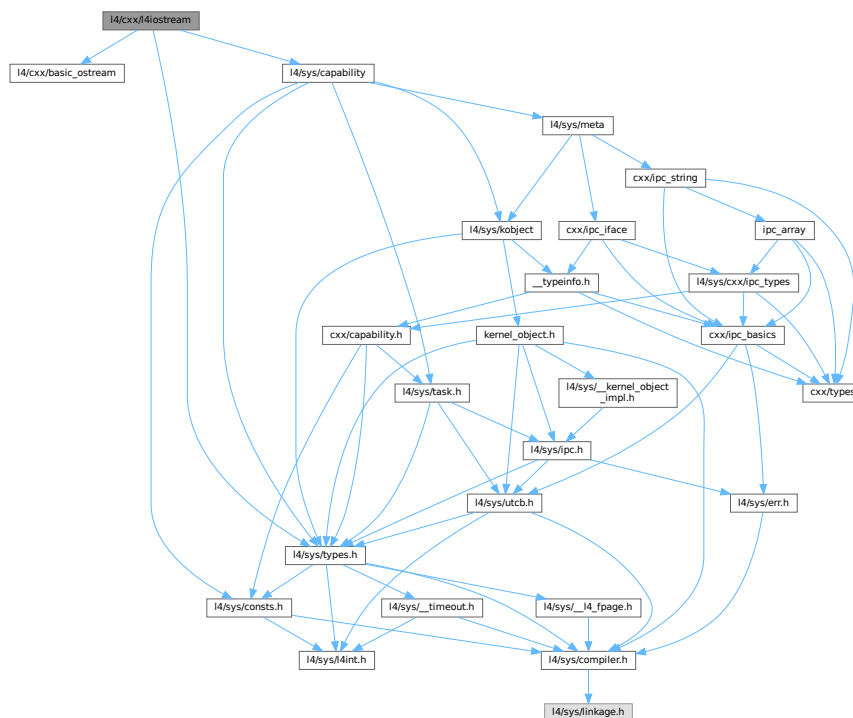 l4/cxx/l4iostream
l4/cxx/basic_ostream
l4/sys/capability
l4/sys/meta
cxx/ipc_string
l4/sys/kobject
cxx/ipc_iface
ipc_array
__typeinfo.h
l4/sys/cxx/ipc_types
cxx/capability.h
kernel_object.h
cxx/ipc_basics
l4/sys/task.h
l4/sys/__kernel_object
_impl.h
cxx/types
l4/sys/ipc.h
l4/sys/utcb.h
l4/sys/err.h
l4/sys/types.h
l4/sys/consts.h
l4/sys/__timeout.h
l4/sys/__l4_fpage.h
l4/sys/l4int.h
l4/sys/compiler.h
l4/sys/linkage.h